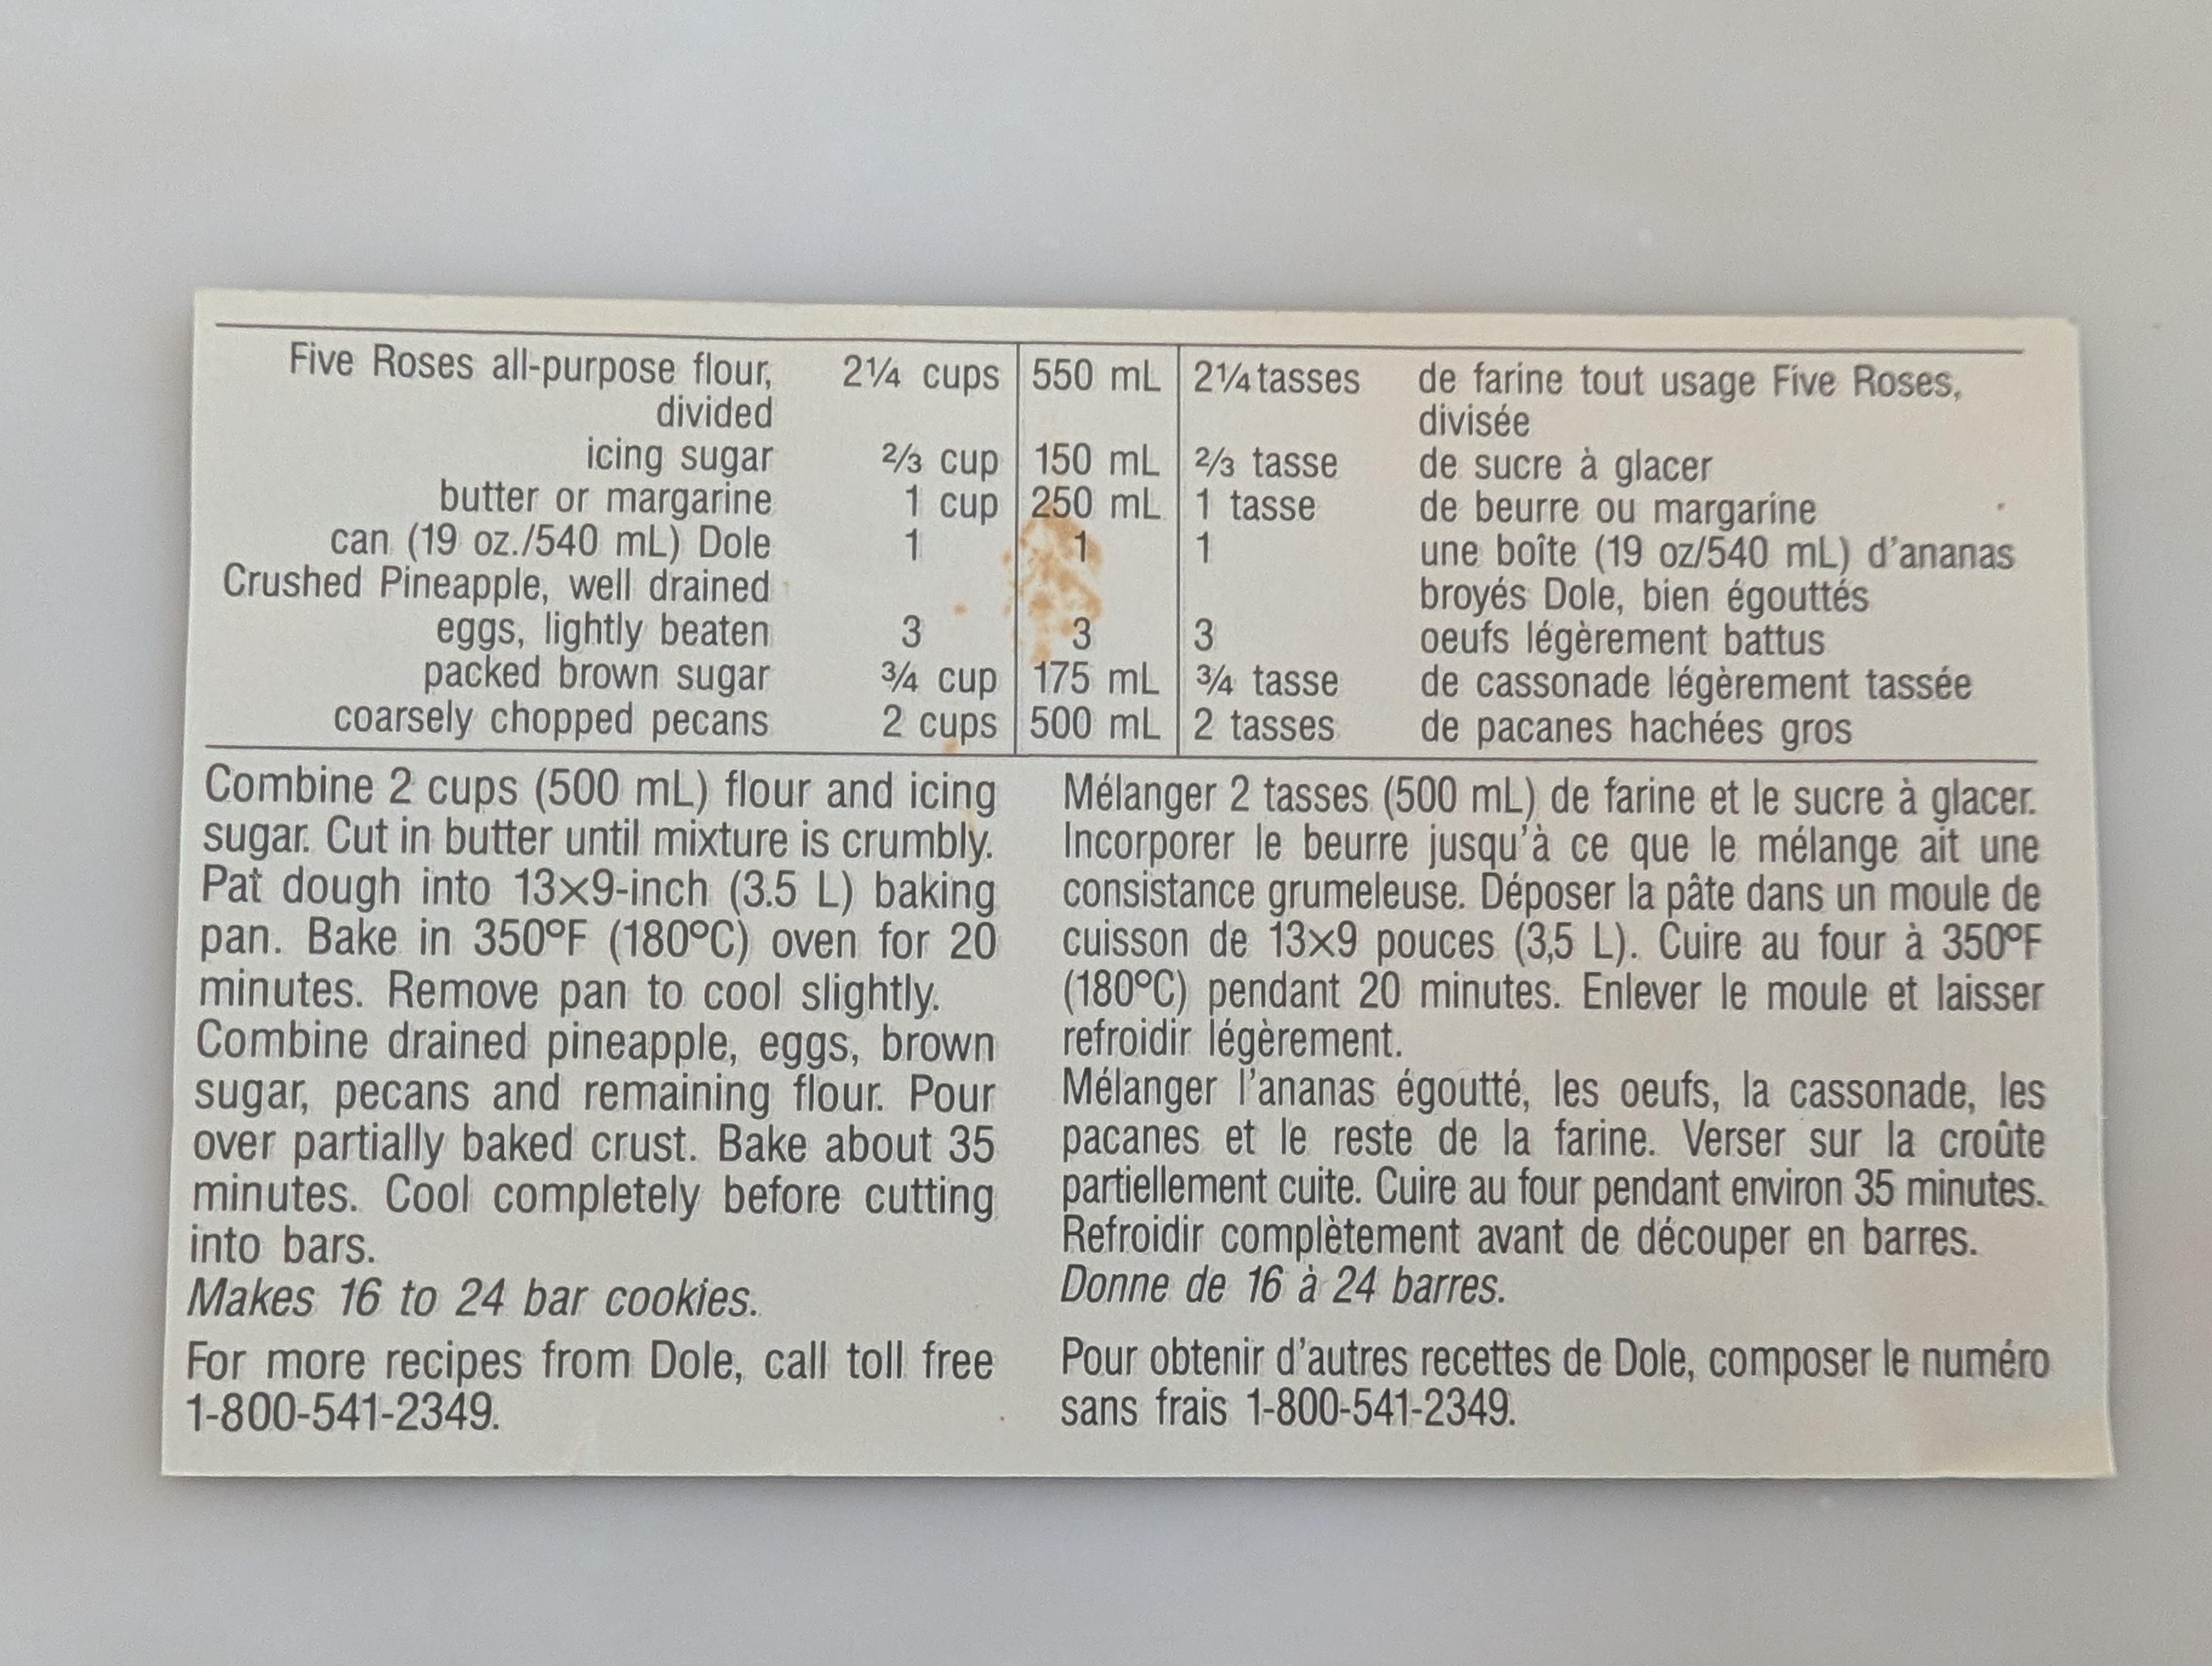 Five Roses all-purpose flour, 2¼ cups 550 mL 2¼ tasses de farine tout usage Five Roses,
divided divisée
icing sugar ⅔ cup 150 mL ⅔ tasse de sucre à glacer
butter or margarine 1 cup 250 mL 1 tasse de beurre ou margarine
can (19 oz./540 mL) Dole 1 1 1 une boîte (19 oz/540 mL) d'ananas
Crushed Pineapple, well drained broyés Dole, bien égouttés
eggs, lightly beaten 3 3 3 oeufs légèrement battus
packed brown sugar ¾ cup 175 mL ¾ tasse de cassonade légèrement tassée
coarsely chopped pecans 2 cups 500 mL 2 tasses de pacanes hachées gros
Combine 2 cups (500 mL) flour and icing
sugar. Cut in butter until mixture is crumbly.
Pat dough into 13×9-inch (3.5 L) baking
pan. Bake in 350ºF (180ºC) oven for 20
minutes. Remove pan to cool slightly.
Combine drained pineapple, eggs, brown
sugar, pecans and remaining flour. Pour
over partially baked crust. Bake about 35
minutes. Cool completely before cutting
into bars.
Makes 16 to 24 bar cookies.
For more recipes from Dole, call toll free
1-800-541-2349.
Mélanger 2 tasses (500 mL) de farine et le sucre à glacer.
Incorporer le beurre jusqu'à ce que le mélange ait une
consistance grumeleuse. Déposer la pâte dans un moule de
cuisson de 13×9 pouces (3,5 L). Cuire au four à 350ºF
(180ºC) pendant 20 minutes. Enlever le moule et laisser
refroidir légèrement.
Mélanger l'ananas égoutté, les oeufs, la cassonade, les
pacanes et le reste de la farine. Verser sur la croûte
partiellement cuite. Cuire au four pendant environ 35 minutes.
Refroidir complètement avant de découper en barres.
Donne de 16 à 24 barres.
Pour obtenir d'autres recettes de Dole, composer le numéro
sans frais 1-800-541-2349.